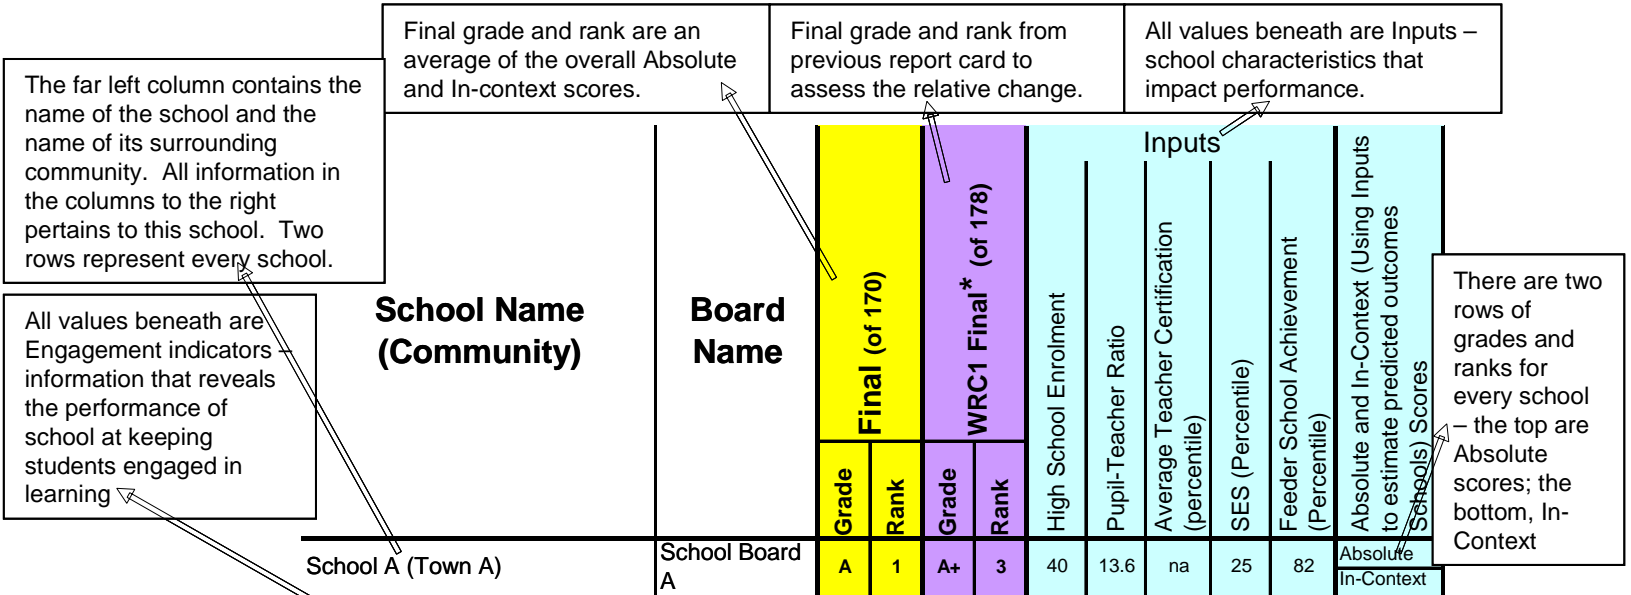 Final grade and rank are an
average of the overall Absolute
and In-context scores.
Final grade and rank from
previous report card to
assess the relative change.
All values beneath are Inputs –
school characteristics that
impact performance.
The far left column contains the
name of the school and the
name of its surrounding
community. All information in
the columns to the right
pertains to this school. Two
rows represent every school.
All values beneath are
Engagement indicators –
information that reveals
the performance of
school at keeping
students engaged in
learning
School Name
(Community)
Board
Name
Final (of 170)
WRC1 Final* (of 178)
Inputs
Grade
Rank
Grade
Rank
High School Enrolment
Pupil-Teacher Ratio
Average Teacher Certification
(percentile)
SES (Percentile)
Feeder School Achievement
(Percentile)
Absolute and In-Context (Using Inputs
to estimate predicted outcomes
Schools) Scores
There are two
rows of
grades and
ranks for
every school
– the top are
Absolute
scores; the
bottom, In-
Context
School A (Town A)
School Board
A
A
1
A+
3
40
13.6
na
25
82
Absolute
In-Context